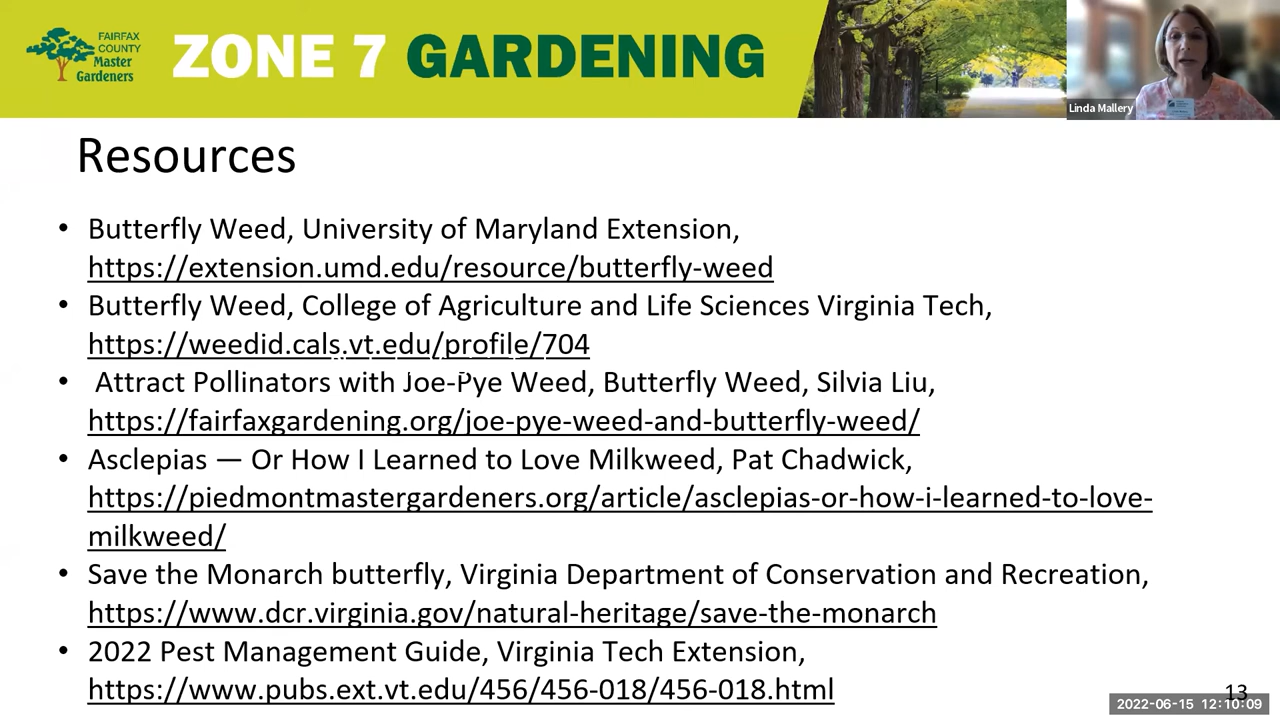 FAIRFAX
COUNTY
Master
Gardeners
ZONE 7 GARDENING
Linda Mallery
Resources
• Butterfly Weed, University of Maryland Extension,
https://extension.umd.edu/resource/butterfly-weed
• Butterfly Weed, College of Agriculture and Life Sciences Virginia Tech,
https://weedid.cals.vt.edu/profile/704
• Attract Pollinators with Joe-Pye Weed, Butterfly Weed, Silvia Liu,
https://fairfaxgardening.org/joe-pye-weed-and-butterfly-weed/
• Asclepias — Or How I Learned to Love Milkweed, Pat Chadwick,
https://piedmontmastergardeners.org/article/asclepias-or-how-i-learned-to-love-
milkweed/
• Save the Monarch butterfly, Virginia Department of Conservation and Recreation,
https://www.dcr.virginia.gov/natural-heritage/save-the-monarch
• 2022 Pest Management Guide, Virginia Tech Extension,
https://www.pubs.ext.vt.edu/456/456-018/456-018.html
13
2022-06-15 12:10:09